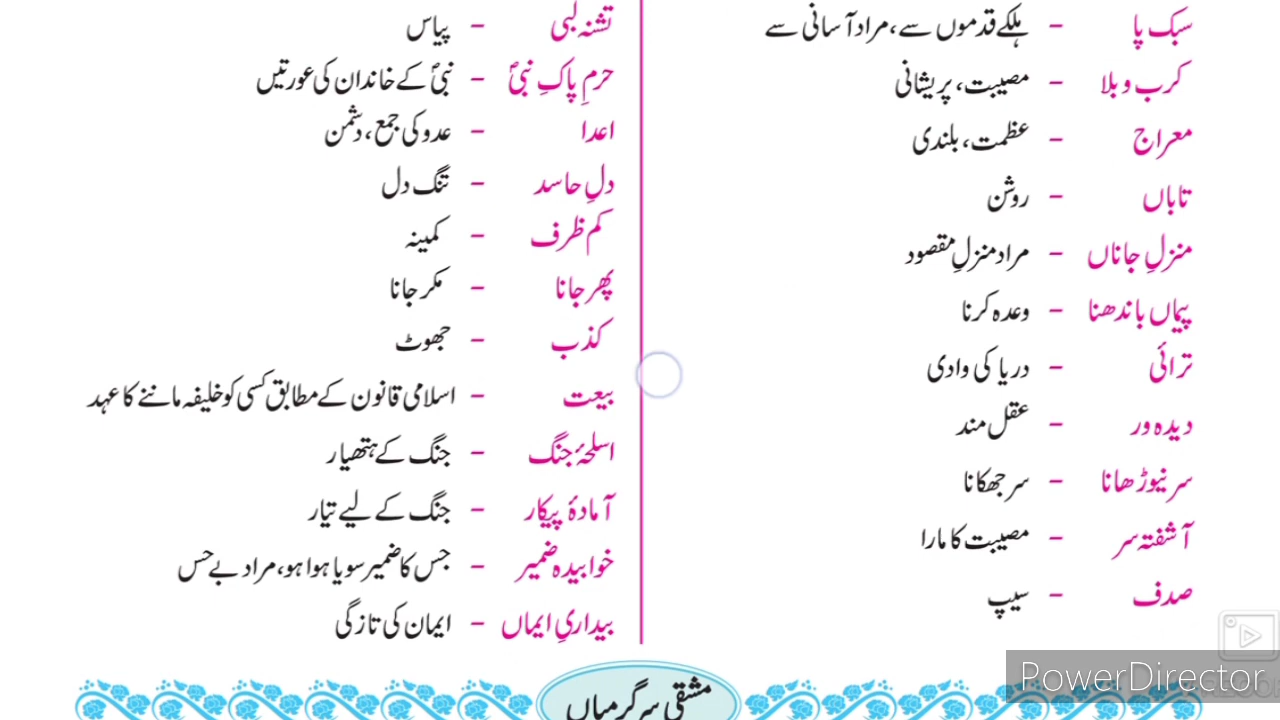 سبک پا - ہلکے قدموں سے، مراد آسانی سے
کرب و بلا - مصیبت، پریشانی
معراج - عظمت، بلندی
تاباں - روشن
منزلِ جاناں - مراد منزلِ مقصود
پیماں باندھنا - وعدہ کرنا
ترائی - دریا کی وادی
دیدہ ور - عقل مند
سر نیوڑھانا - سر جھکانا
آشفتہ سر - مصیبت کا مارا
صدف - سیپ
تشنہ لبی - پیاس
حرمِ پاکِ نبیؐ - نبیؐ کے خاندان کی عورتیں
اعدا - عدو کی جمع، دشمن
دلِ حاسد - تنگ دل
کم ظرف - کمینہ
پھر جانا - مکر جانا
کذب - جھوٹ
بیعت - اسلامی قانون کے مطابق کسی کو خلیفہ ماننے کا عہد
اسلحۂ جنگ - جنگ کے ہتھیار
آمادۂ پیکار - جنگ کے لیے تیار
خوابیدہ ضمیر - جس کا ضمیر سویا ہوا ہو، مراد بے حس
بیداریِ ایماں - ایمان کی تازگی
مشقی سرگرمیاں
PowerDirector